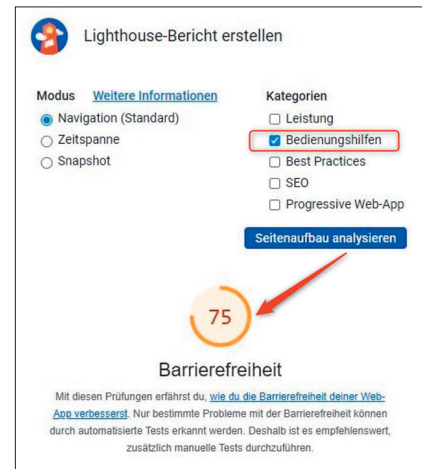 Lighthouse-Bericht erstellen
Modus Weitere Informationen
Navigation (Standard)
Zeitspanne
Snapshot
Kategorien
Leistung
Bedienungshilfen
Best Practices
SEO
Progressive Web-App
Seitenaufbau analysieren
75
Barrierefreiheit
Mit diesen Prüfungen erfährst du, wie du die Barrierefreiheit deiner Web-
App verbesserst. Nur bestimmte Probleme mit der Barrierefreiheit können
durch automatisierte Tests erkannt werden. Deshalb ist es empfehlenswert,
zusätzlich manuelle Tests durchzuführen.